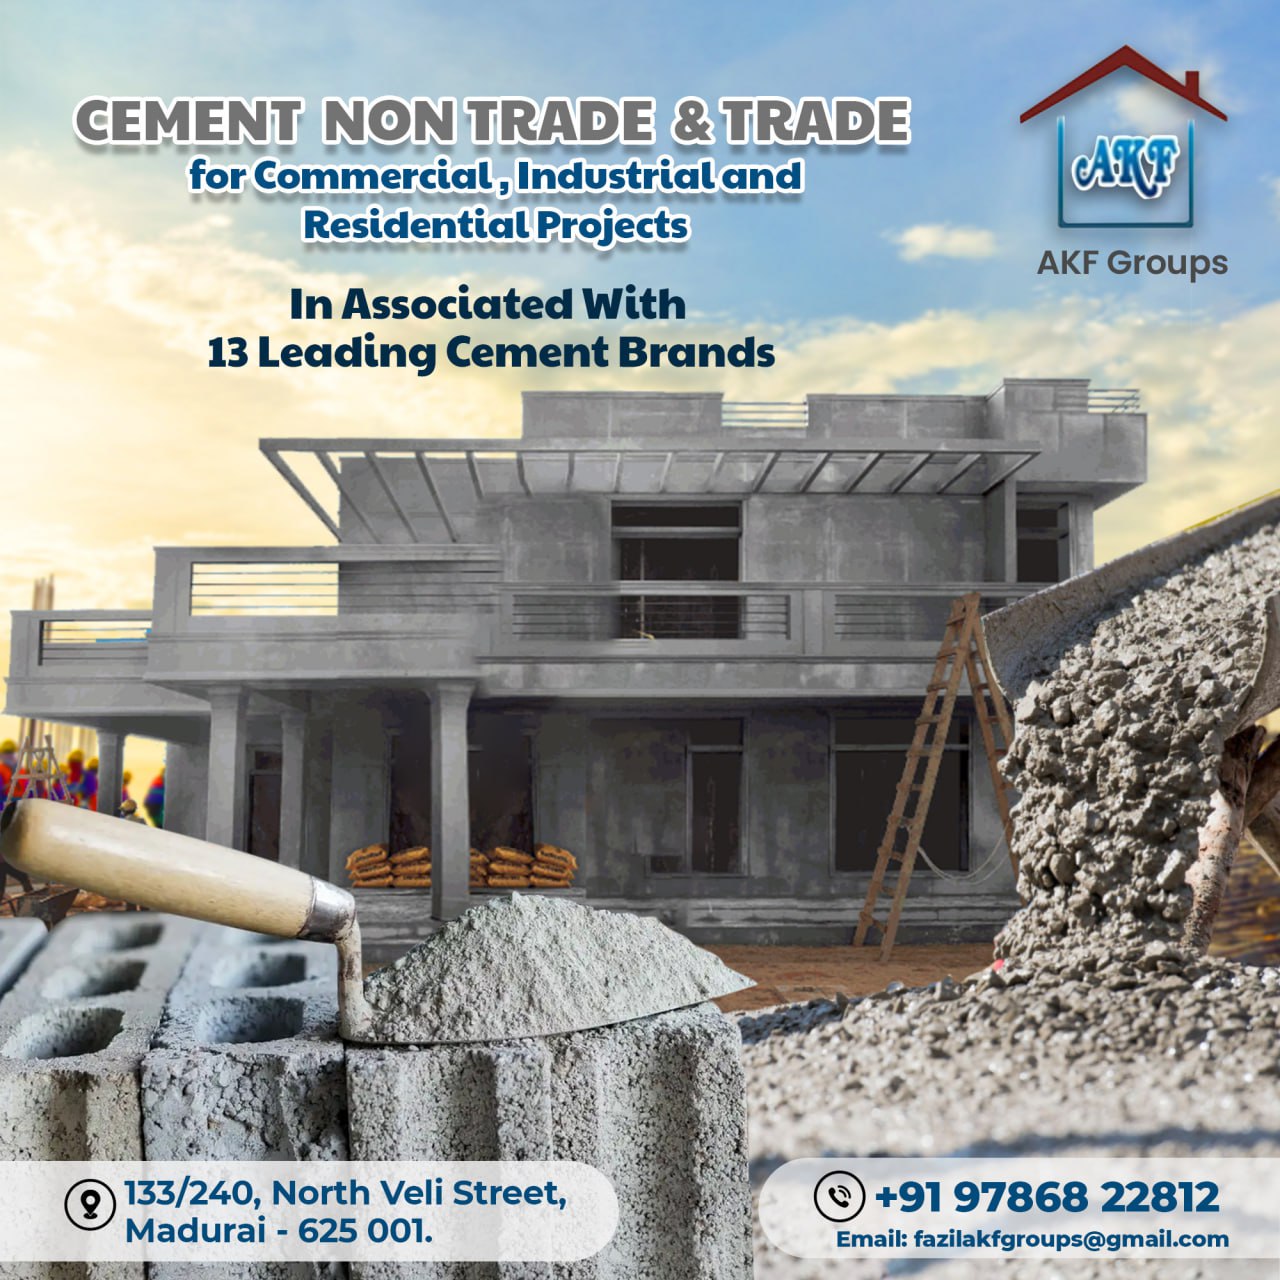 CEMENT NON TRADE & TRADE
for Commercial , Industrial and
Residential Projects
In Associated With
13 Leading Cement Brands
AKF
AKF Groups
133/240, North Veli Street,
Madurai - 625 001.
+91 97868 22812
Email: fazilakfgroups@gmail.com